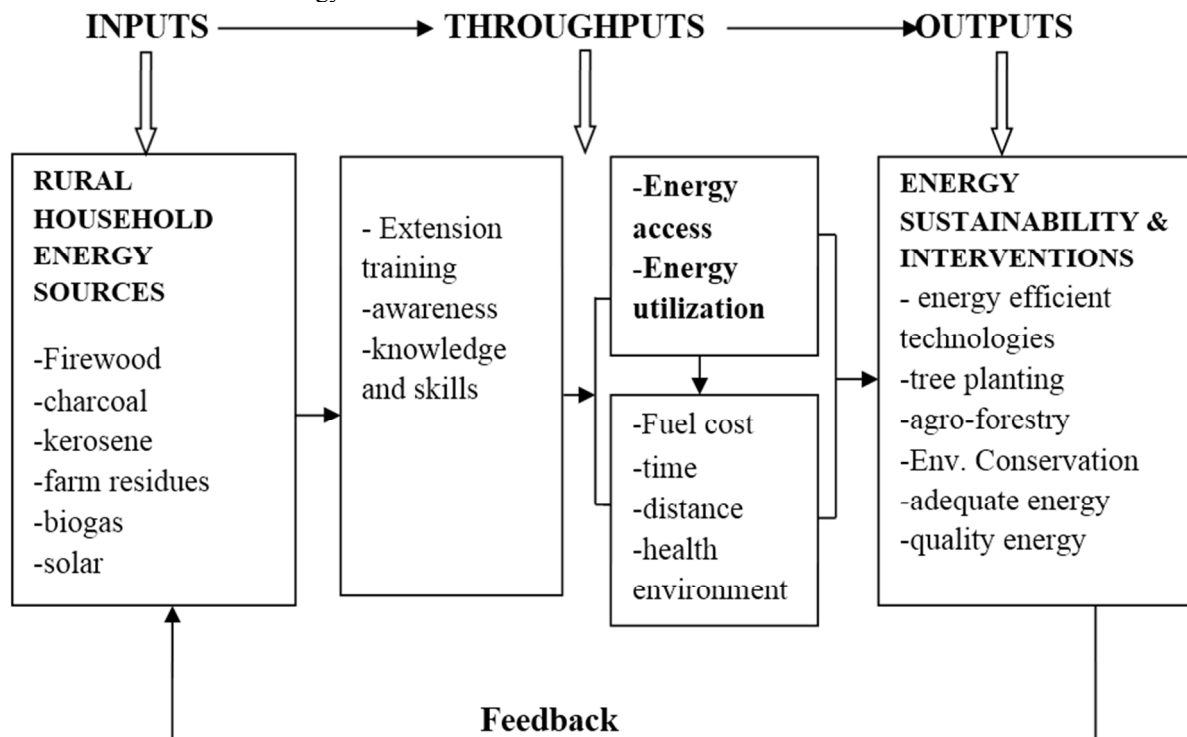 INPUTS THROUGHPUTS OUTPUTS
RURAL
HOUSEHOLD
ENERGY
SOURCES
-Firewood
-charcoal
-kerosene
-farm residues
-biogas
-solar
- Extension
training
-awareness
-knowledge
and skills
-Energy
access
-Energy
utilization
-Fuel cost
-time
-distance
-health
environment
ENERGY
SUSTAINABILITY &
INTERVENTIONS
- energy efficient
technologies
-tree planting
-agro-forestry
-Env. Conservation
-adequate energy
-quality energy
Feedback